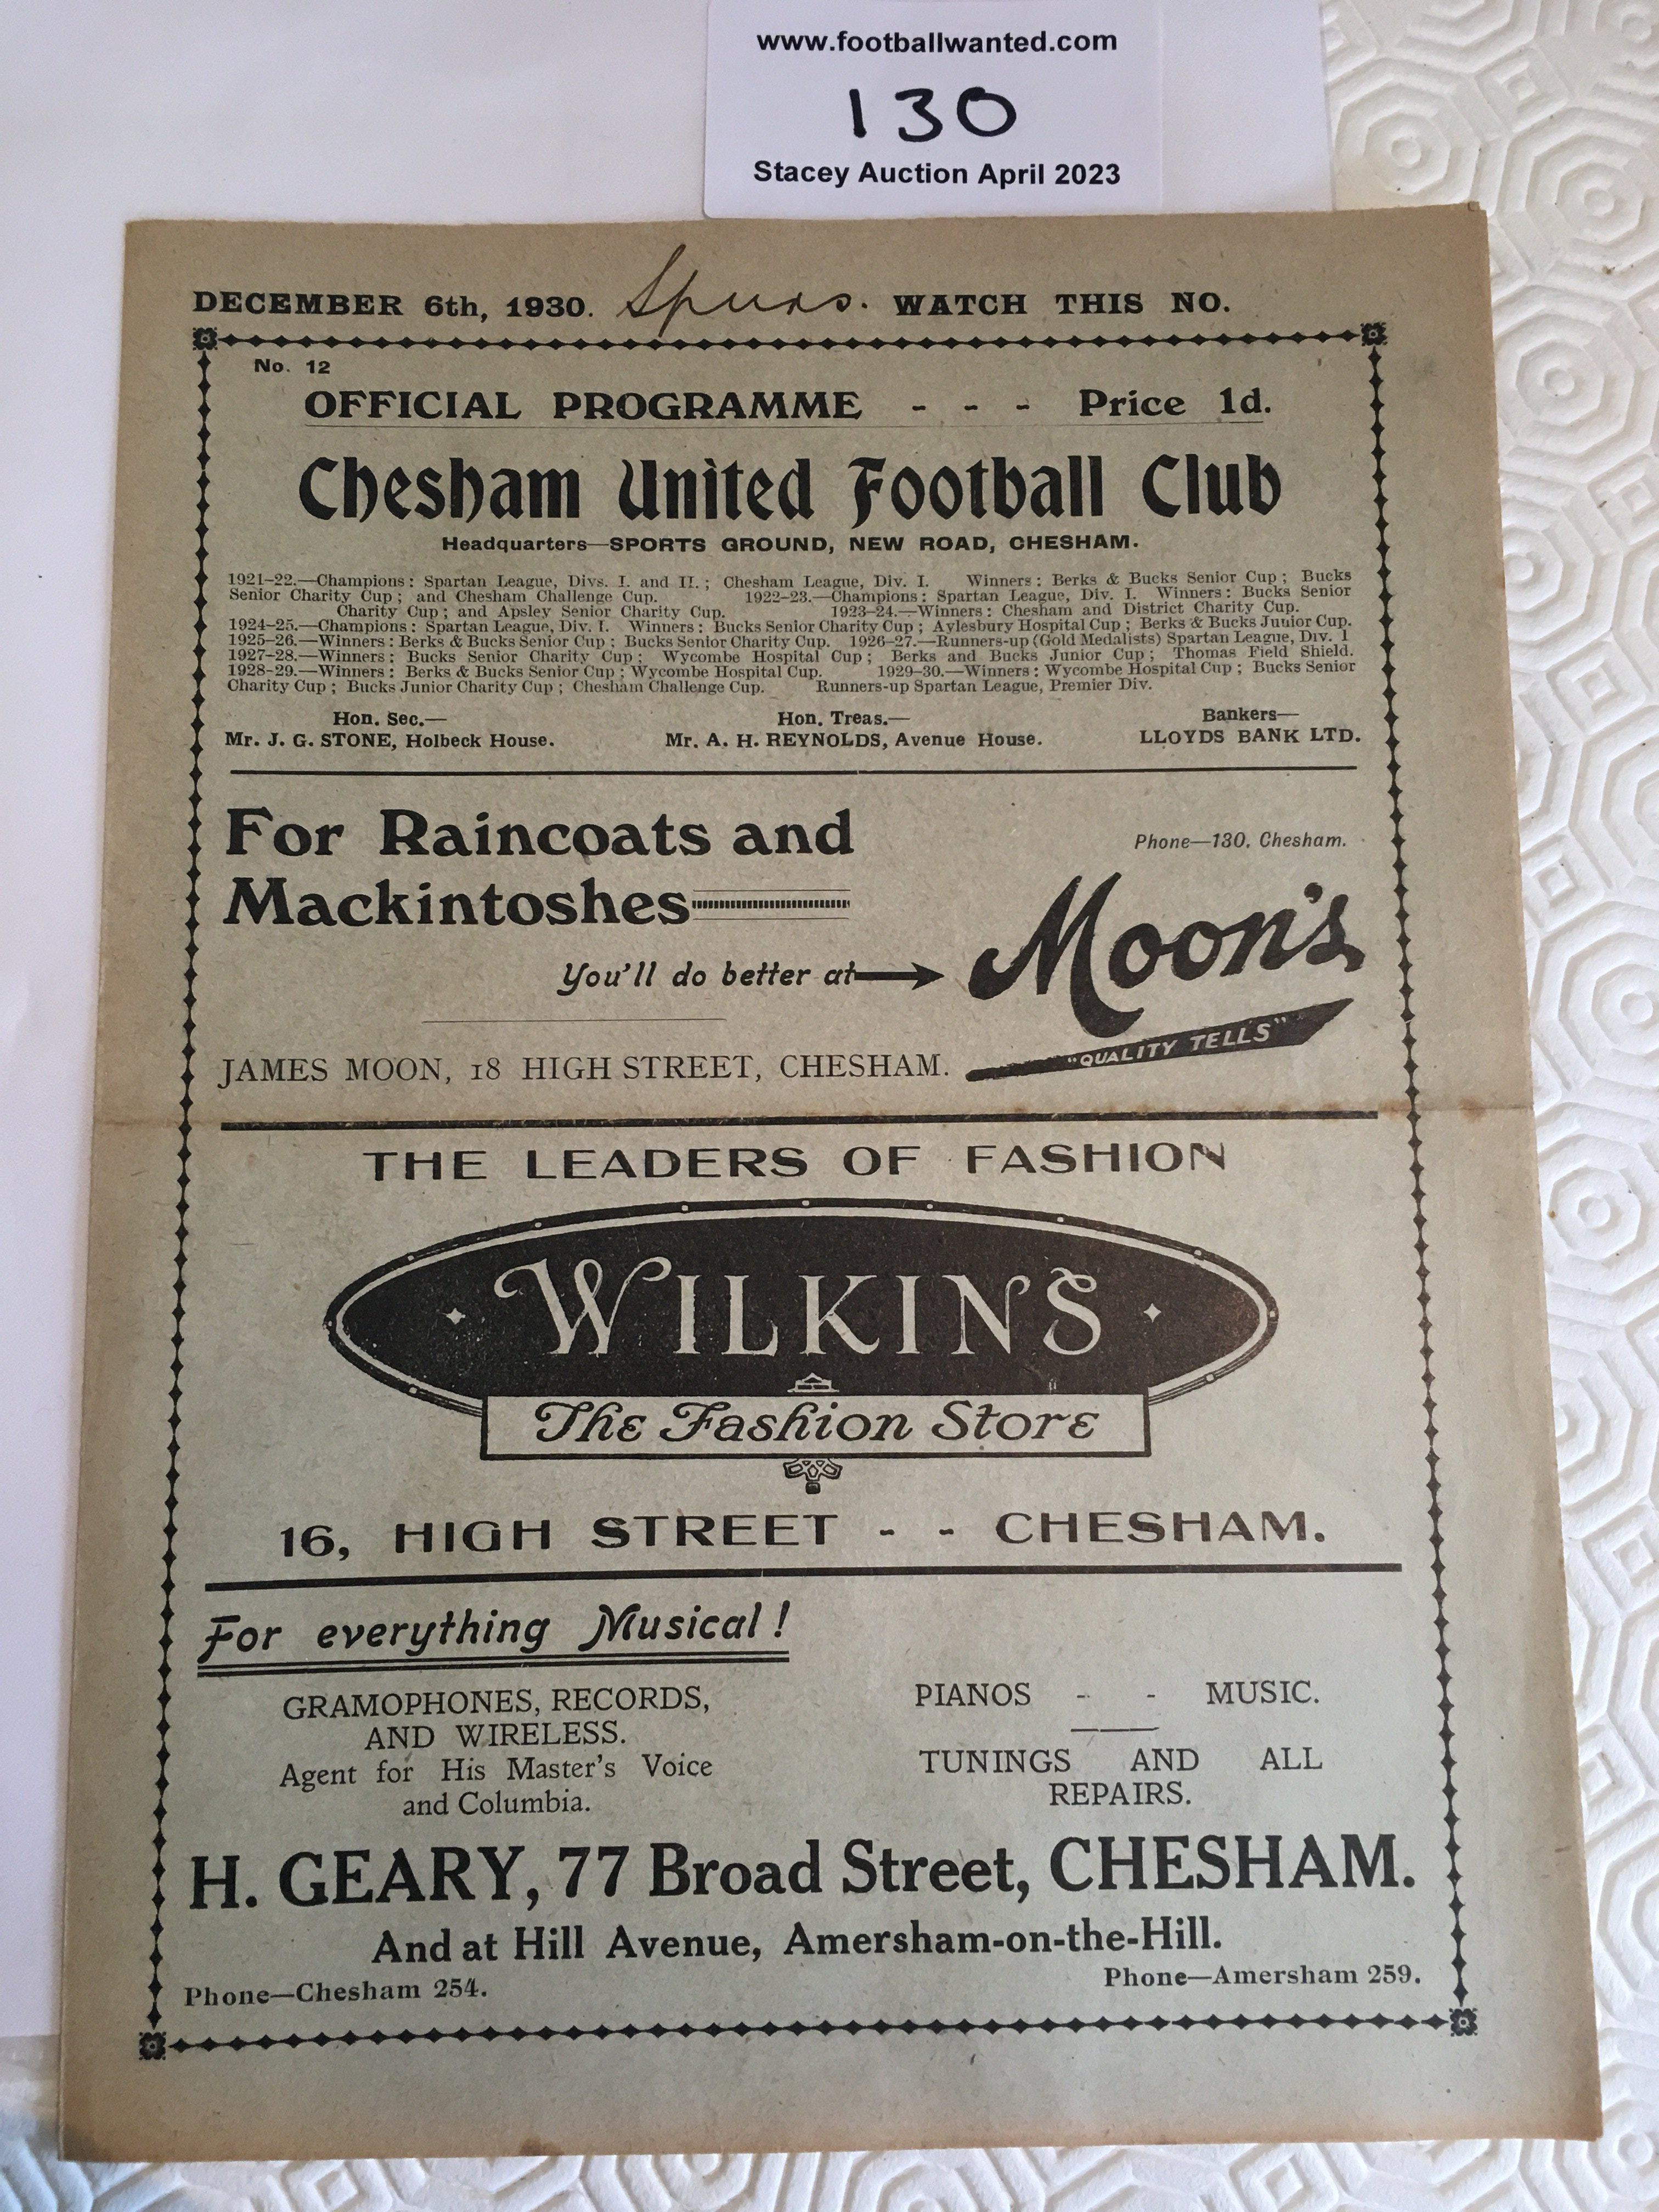 www.footballwanted.com
130
Stacey Auction April 2023
DECEMBER 6th, 1930. Spurs. WATCH THIS NO.
No. 12
OFFICIAL PROGRAMME - - - Price 1d.
Chesham United Football Club
Headquarters—SPORTS GROUND, NEW ROAD, CHESHAM.
1921-22.—Champions: Spartan League, Divs. I. and II.; Chesham League, Div. I. Winners: Berks & Bucks Senior Cup; Bucks
Senior Charity Cup; and Chesham Challenge Cup. 1922-23.—Champions: Spartan League, Div. I. Winners: Bucks Senior
Charity Cup; and Apsley Senior Charity Cup. 1923-24.—Winners: Chesham and District Charity Cup.
1924-25.—Champions: Spartan League, Div. I. Winners: Bucks Senior Charity Cup; Aylesbury Hospital Cup; Berks & Bucks Junior Cup.
1925-26.—Winners: Berks & Bucks Senior Cup; Bucks Senior Charity Cup. 1926-27.—Runners-up (Gold Medalists) Spartan League, Div. 1
1927-28.—Winners: Bucks Senior Charity Cup; Wycombe Hospital Cup; Berks and Bucks Junior Cup; Thomas Field Shield.
1928-29.—Winners: Berks & Bucks Senior Cup; Wycombe Hospital Cup. 1929-30.—Winners: Wycombe Hospital Cup; Bucks Senior
Charity Cup; Bucks Junior Charity Cup; Chesham Challenge Cup. Runners-up Spartan League, Premier Div.
Hon. Sec.— Hon. Treas.— Bankers—
Mr. J. G. STONE, Holbeck House. Mr. A. H. REYNOLDS, Avenue House. LLOYDS BANK LTD.
For Raincoats and
Mackintoshes
Phone—130, Chesham.
You'll do better at Moon's
"QUALITY TELLS"
JAMES MOON, 18 HIGH STREET, CHESHAM.
THE LEADERS OF FASHION
WILKINS
The Fashion Store
16, HIGH STREET - - CHESHAM.
For everything Musical!
GRAMOPHONES, RECORDS,
AND WIRELESS.
Agent for His Master's Voice
and Columbia.
PIANOS - - MUSIC.
TUNINGS AND ALL
REPAIRS.
H. GEARY, 77 Broad Street, CHESHAM.
And at Hill Avenue, Amersham-on-the-Hill.
Phone—Chesham 254. Phone—Amersham 259.